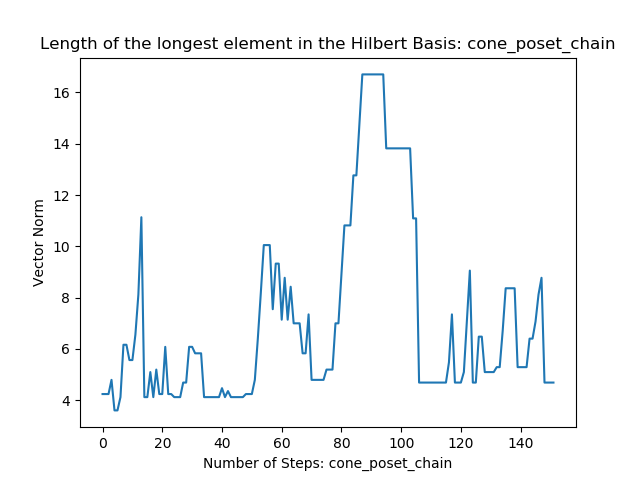 Length of the longest element in the Hilbert Basis: cone_poset_chain
16
14
12
10
8
6
4
Vector Norm
0 20 40 60 80 100 120 140
Number of Steps: cone_poset_chain